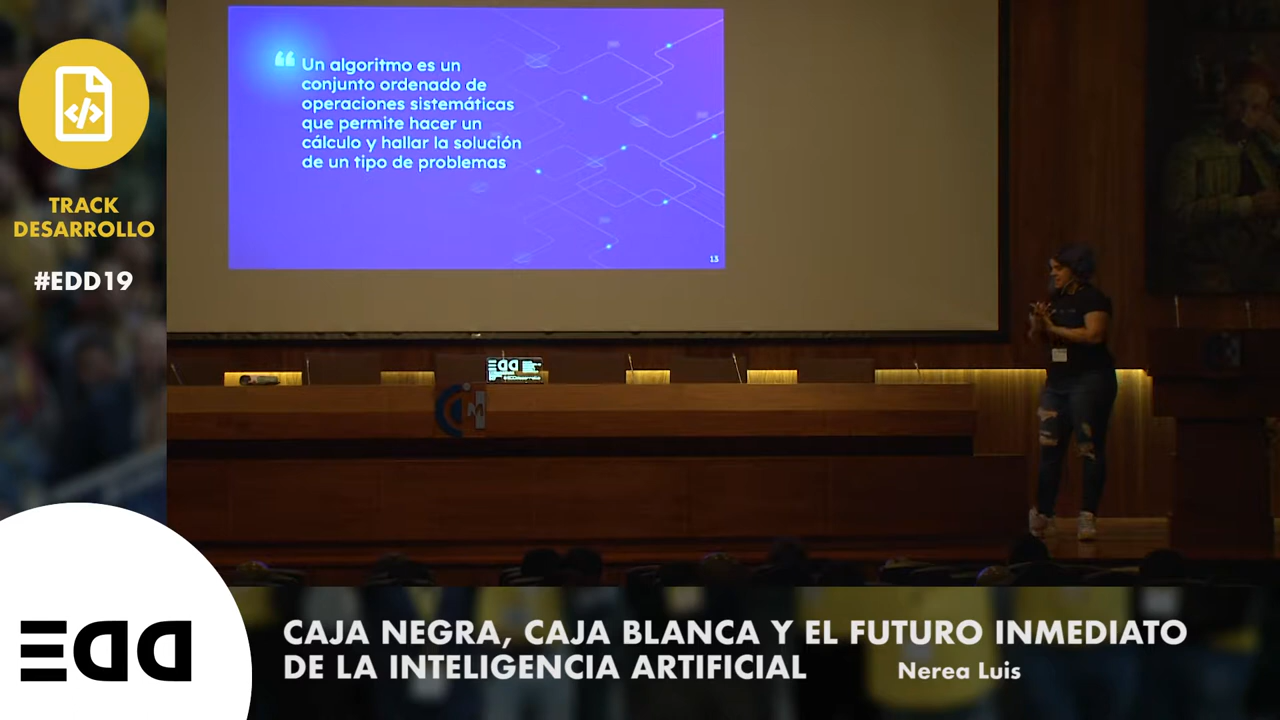 “ Un algoritmo es un
conjunto ordenado de
operaciones sistemáticas
que permite hacer un
cálculo y hallar la solución
de un tipo de problemas
13
TRACK
DESARROLLO
#EDD19
EDD
CIM
EDD
CAJA NEGRA, CAJA BLANCA Y EL FUTURO INMEDIATO
DE LA INTELIGENCIA ARTIFICIAL
Nerea Luis